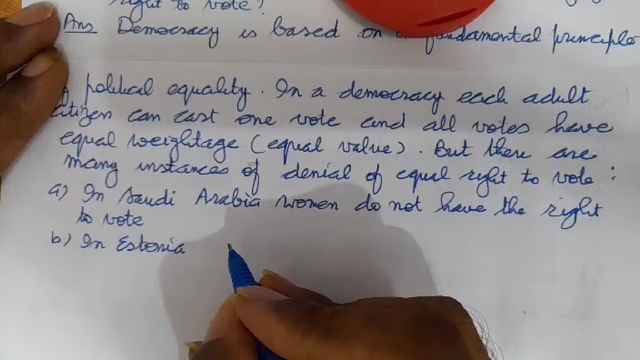 right to vote?
Ans Democracy is based on fundamental principle
political equality. In a democracy each adult
citizen can cast one vote and all votes have
equal weightage (equal value). But there are
many instances of denial of equal right to vote:
a) In Saudi Arabia women do not have the right
to vote
b) In Estonia